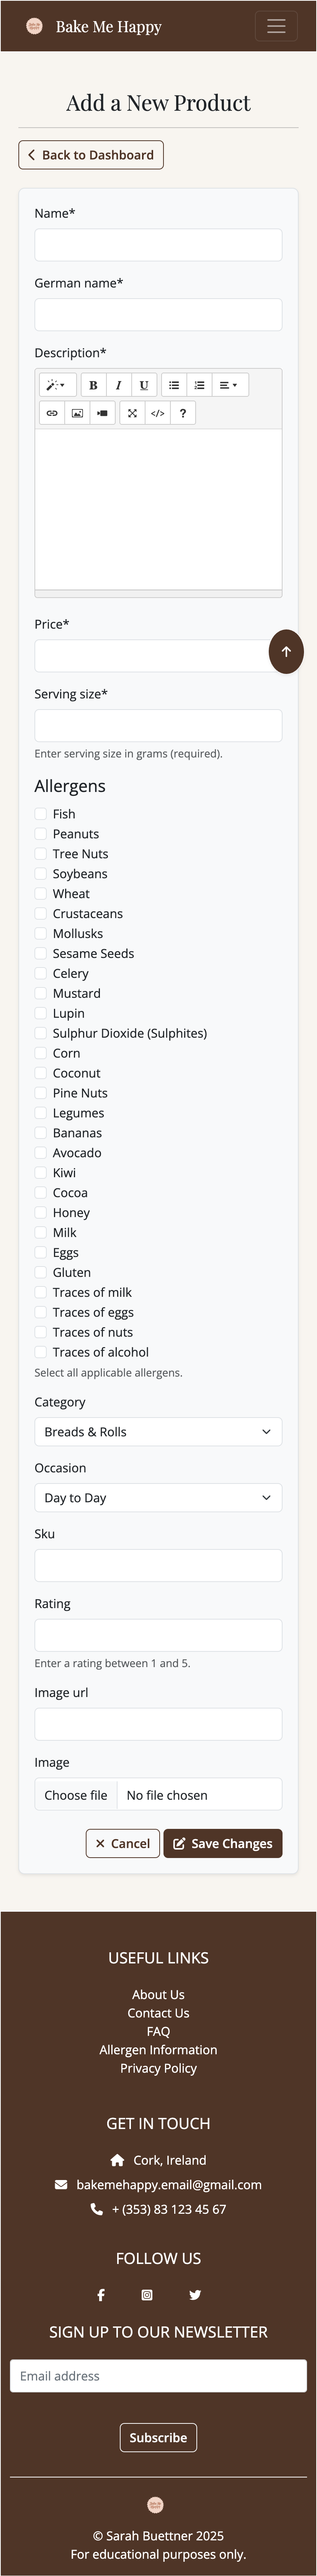 Bake Me Happy
Add a New Product
Back to Dashboard
Name*
German name*
Description*
B I U
</> ?
Price*
Serving size*
Enter serving size in grams (required).
Allergens
Fish
Peanuts
Tree Nuts
Soybeans
Wheat
Crustaceans
Mollusks
Sesame Seeds
Celery
Mustard
Lupin
Sulphur Dioxide (Sulphites)
Corn
Coconut
Pine Nuts
Legumes
Bananas
Avocado
Kiwi
Cocoa
Honey
Milk
Eggs
Gluten
Traces of milk
Traces of eggs
Traces of nuts
Traces of alcohol
Select all applicable allergens.
Category
Breads & Rolls
Occasion
Day to Day
Sku
Rating
Enter a rating between 1 and 5.
Image url
Image
Choose file No file chosen
Cancel Save Changes
USEFUL LINKS
About Us
Contact Us
FAQ
Allergen Information
Privacy Policy
GET IN TOUCH
Cork, Ireland
bakemehappy.email@gmail.com
+ (353) 83 123 45 67
FOLLOW US
SIGN UP TO OUR NEWSLETTER
Email address
Subscribe
© Sarah Buettner 2025
For educational purposes only.